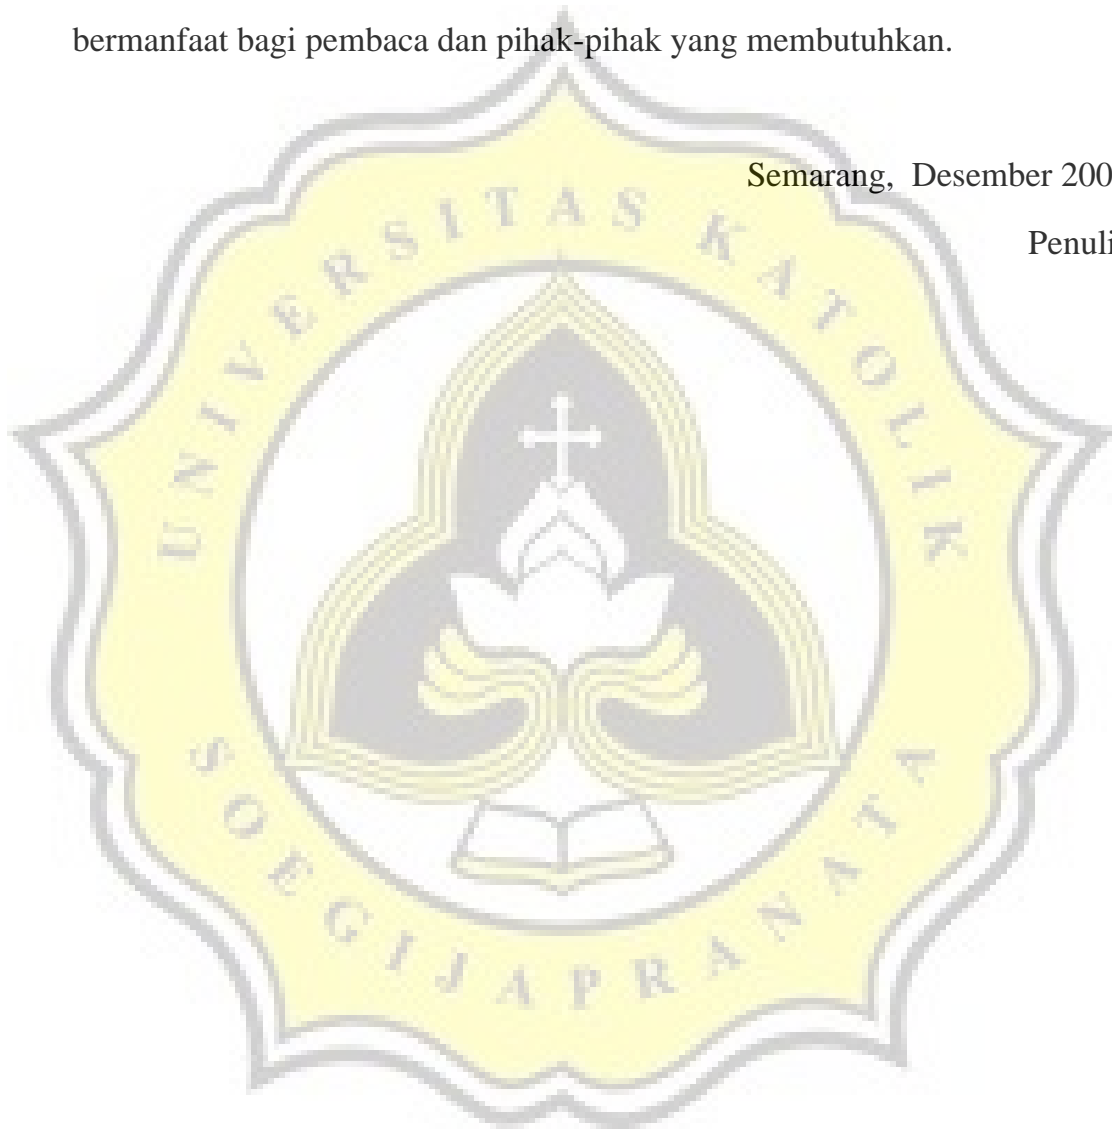 bermanfaat bagi pembaca dan pihak-pihak yang membutuhkan.
Semarang, Desember 200
Penuli
UNIVERSITAS KATOLIK
SOEGIJAPRANATA